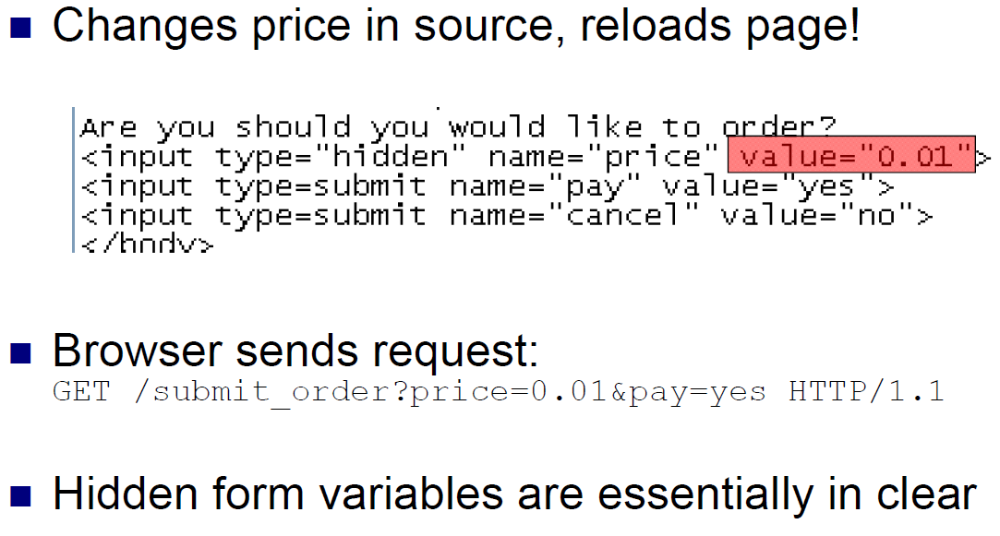 Changes price in source, reloads page!
Are you should you would like to order?
<input type="hidden" name="price" value="0.01">
<input type=submit name="pay" value="yes">
<input type=submit name="cancel" value="no">
</body>
Browser sends request:
GET /submit_order?price=0.01&pay=yes HTTP/1.1
Hidden form variables are essentially in clear